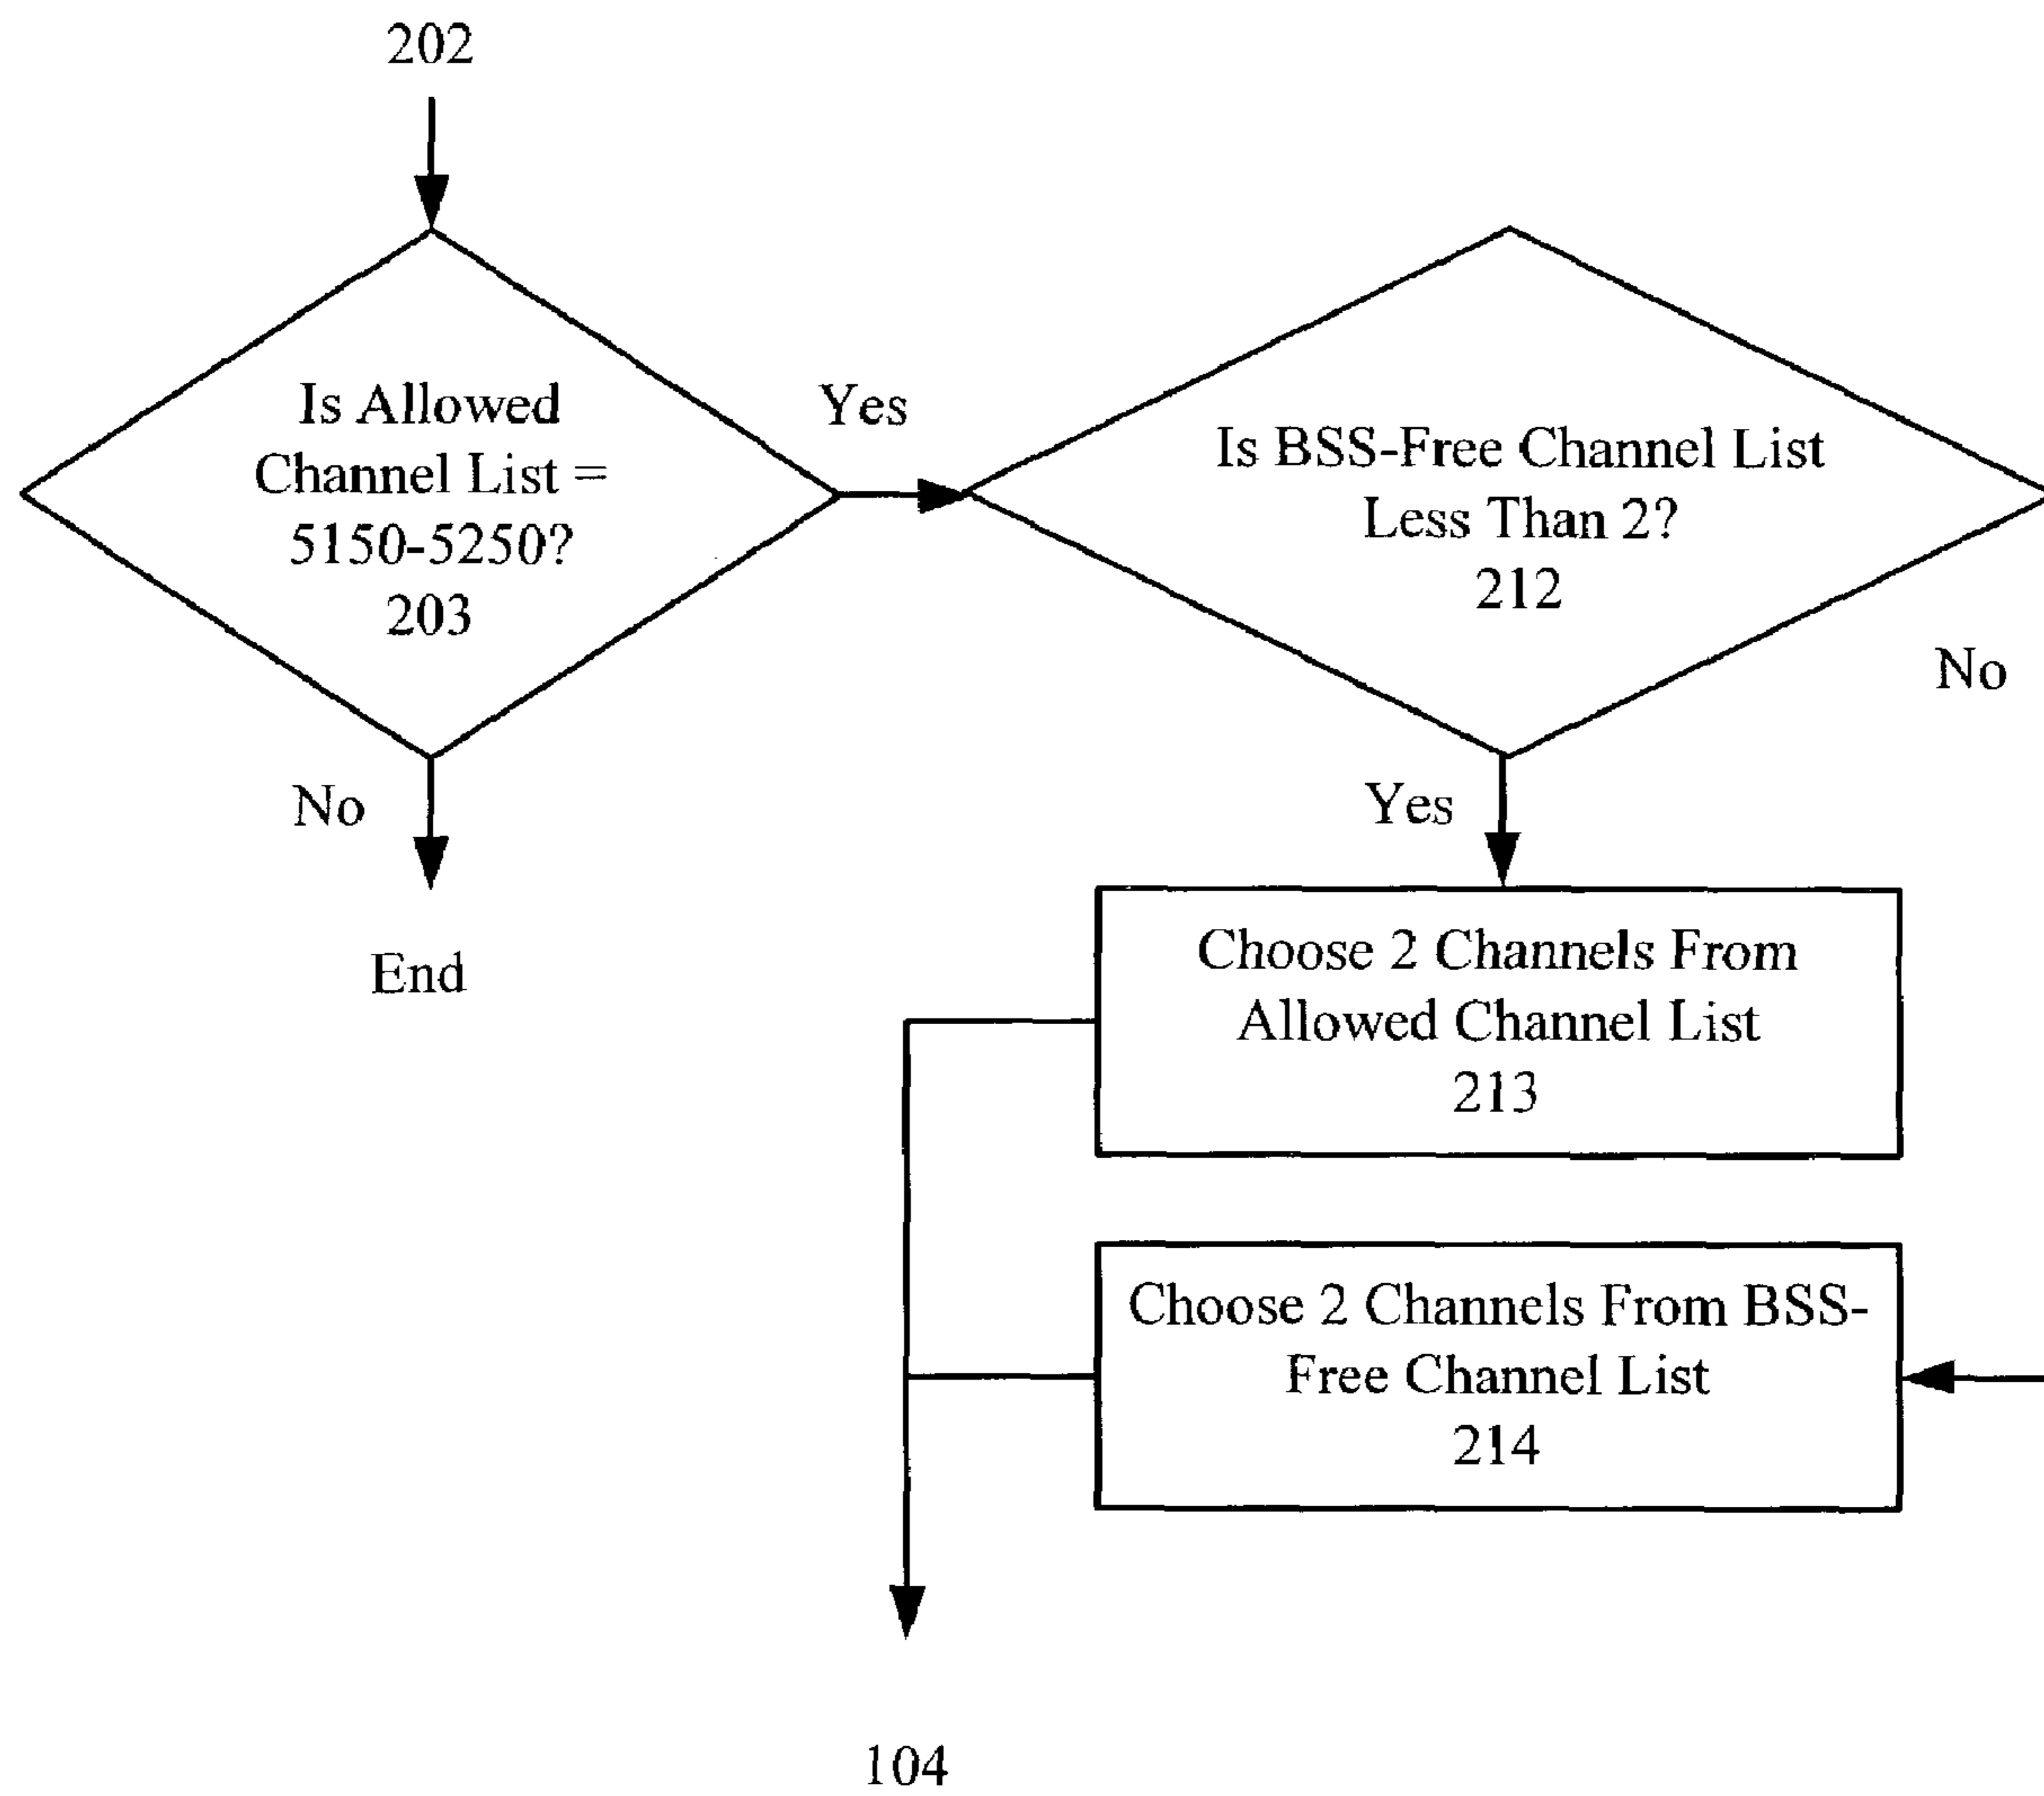 202
Is Allowed
Channel List =
5150-5250?
203
Yes
Is BSS-Free Channel List
Less Than 2?
212
No
No
Yes
End
Choose 2 Channels From
Allowed Channel List
213
Choose 2 Channels From BSS-
Free Channel List
214
104